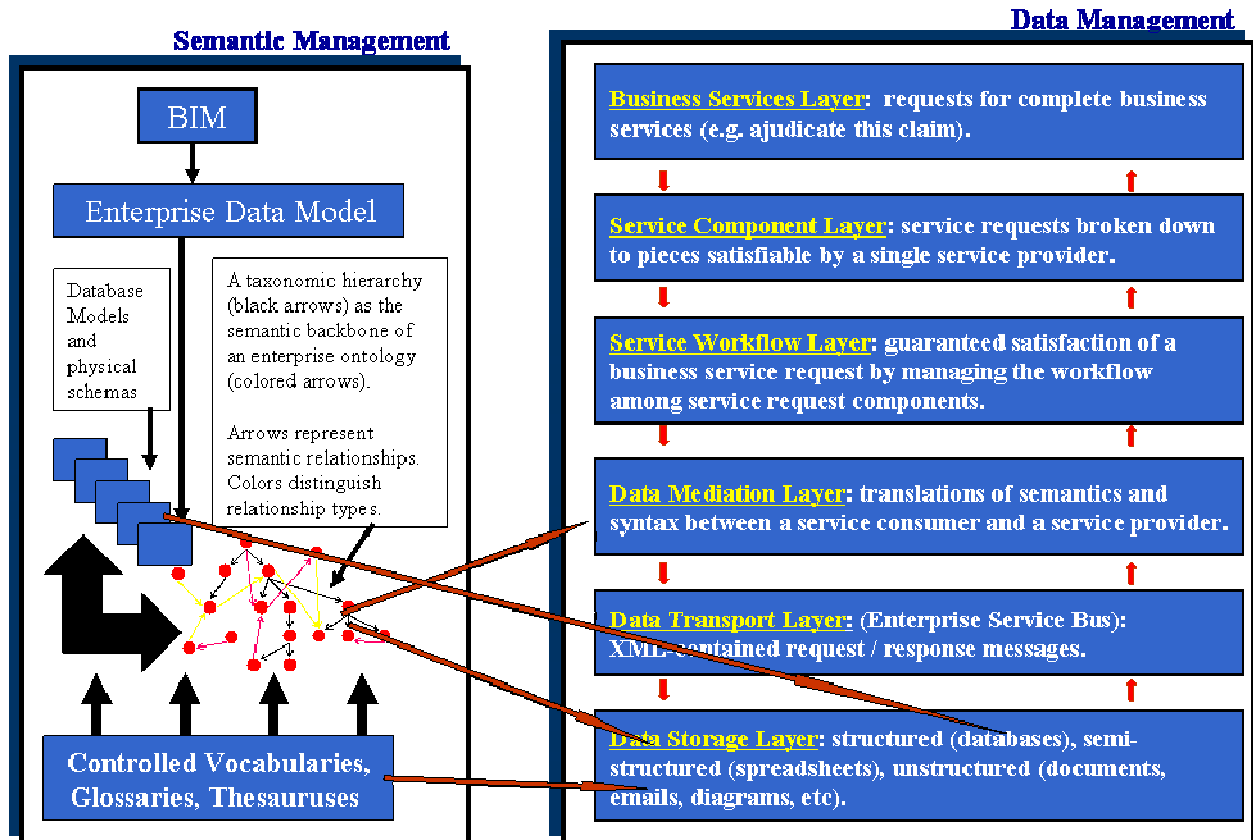 Semantic Management
BIM
Enterprise Data Model
Database
Models
and
physical
schemas
A taxonomic hierarchy
(black arrows) as the
semantic backbone of
an enterprise ontology
(colored arrows).
Arrows represent
semantic relationships.
Colors distinguish
relationship types.
Controlled Vocabularies,
Glossaries, Thesauruses
Data Management
Business Services Layer: requests for complete business
services (e.g. ajudicate this claim).
Service Component Layer: service requests broken down
to pieces satisfiable by a single service provider.
Service Workflow Layer: guaranteed satisfaction of a
business service request by managing the workflow
among service request components.
Data Mediation Layer: translations of semantics and
syntax between a service consumer and a service provider.
Data Transport Layer: (Enterprise Service Bus):
XML-contained request / response messages.
Data Storage Layer: structured (databases), semi-
structured (spreadsheets), unstructured (documents,
emails, diagrams, etc).